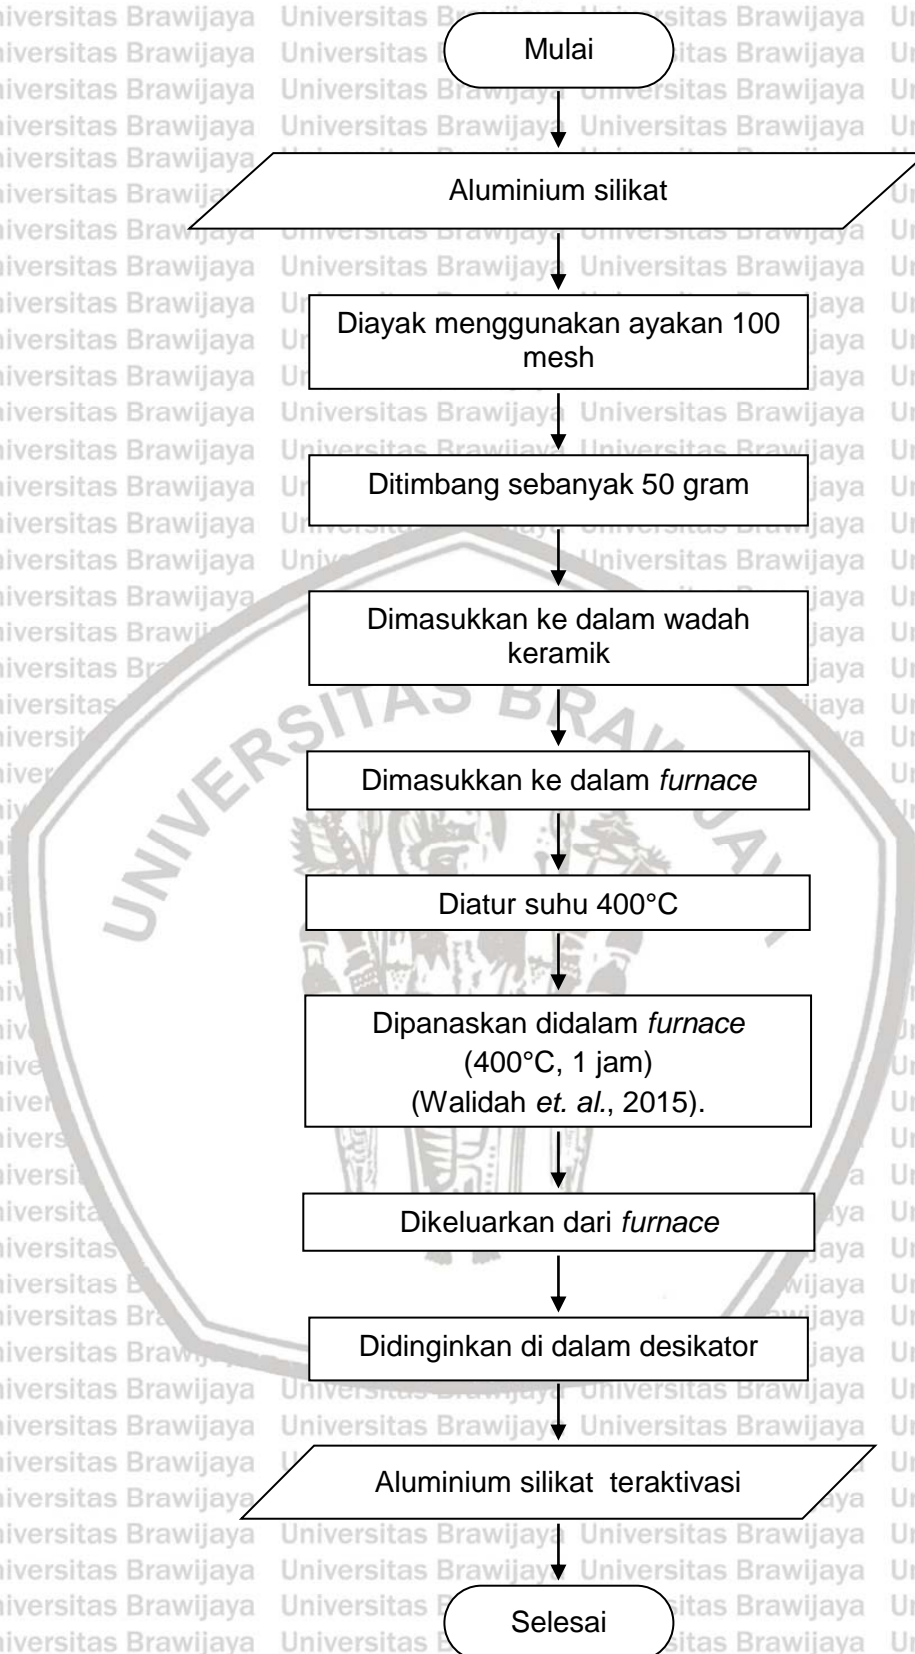 Mulai
Aluminium silikat
Diayak menggunakan ayakan 100
mesh
Ditimbang sebanyak 50 gram
Dimasukkan ke dalam wadah
keramik
Dimasukkan ke dalam furnace
Diatur suhu 400°C
Dipanaskan didalam furnace
(400°C, 1 jam)
(Walidah et. al., 2015).
Dikeluarkan dari furnace
Didinginkan di dalam desikator
Aluminium silikat  teraktivasi
Selesai
UNIVERSITAS BRAWIJAYA